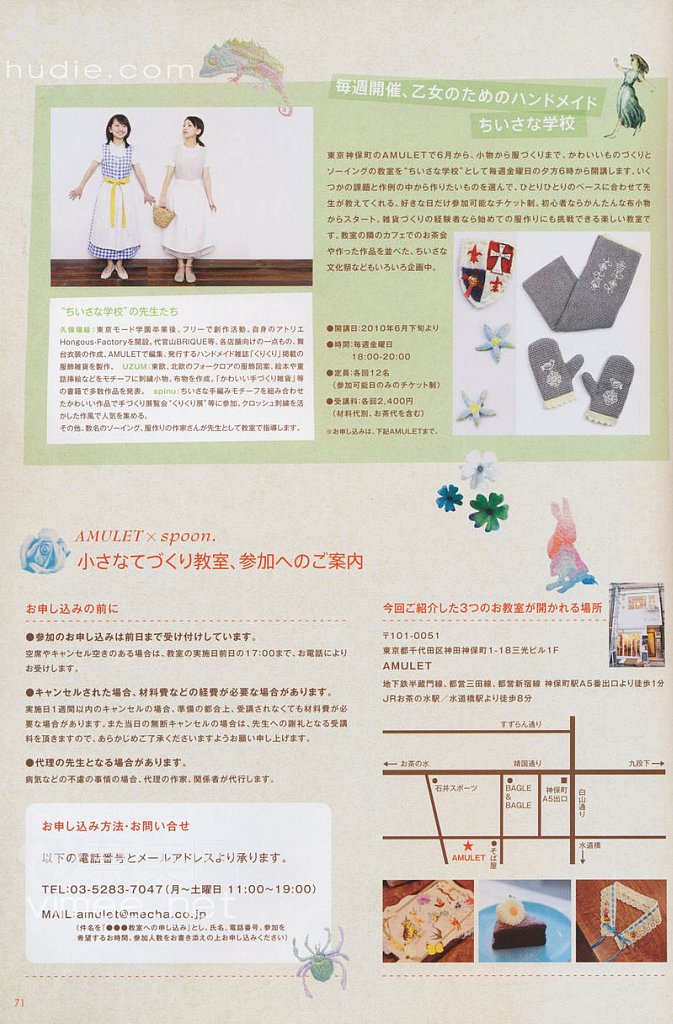 hudie.com
毎週開催、乙女のためのハンドメイド
ちいさな学校
東京神保町のAMULETで6月から、小物から服づくりまで、かわいいものづくりと
ソーイングの教室を“ちいさな学校”として毎週金曜日の夕方6時から開講します。いく
つかの課題と作例の中から作りたいものを選んで、ひとりひとりのペースに合わせて先
生が教えてくれる、好きな日だけ参加可能なチケット制。初心者ならかんたんな布小物
からスタート。雑貨づくりの経験者なら始めての服作りにも挑戦できる楽しい教室で
す。教室の隣のカフェでのお茶会
や作った作品を並べた、ちいさな
文化祭などもいろいろ企画中。
“ちいさな学校”の先生たち
久保瑞絵：東京モード学園卒業後、フリーで創作活動。自身のアトリエ
Hongous-Factoryを開設。代官山BRIQUE等、各店舗向けの一点もの、舞
台衣装の作成、AMULETで編集、発行するハンドメイド雑誌「くりくり」掲載の
服飾雑貨を製作。 UZUM：東欧、北欧のフォークロアの服飾図案、絵本や童
話挿絵などをモチーフに刺繍小物、布物を作成。「かわいい手づくり雑貨」等
の書籍で多数作品を発表。 spinu：ちいさな手編みモチーフを組み合わせ
たかわいい作品で手づくり展覧会“くりくり展”等に参加。クロッシュ刺繍を活
かした作風で人気を集める。
その他、数名のソーイング、服作りの作家さんが先生として教室で指導します。
●開講日：2010年6月下旬より
●時間：毎週金曜日
18:00-20:00
●定員：各回12名
（参加可能日のみのチケット制）
●受講料：各回2,400円
（材料代別、お茶代を含む）
※お申し込みは、下記AMULETまで。
AMULET×spoon.
小さなてづくり教室、参加へのご案内
お申し込みの前に
●参加のお申し込みは前日まで受け付けしています。
空席やキャンセル空きのある場合は、教室の実施日前日の17:00まで、お電話により
お受けします。
●キャンセルされた場合、材料費などの経費が必要な場合があります。
実施日1週間以内のキャンセルの場合、準備の都合上、受講されなくても材料費が必
要な場合があります。また当日の無断キャンセルの場合は、先生への謝礼となる受講
料を頂きますので、あらかじめご了承くださいますようお願い申し上げます。
●代理の先生となる場合があります。
病気などの不慮の事情の場合、代理の作家、関係者が代行します。
お申し込み方法・お問い合せ
以下の電話番号とメールアドレスより承ります。
TEL:03-5283-7047（月〜土曜日 11:00〜19:00）
MAIL:amulet@mecha.co.jp
（件名を「●●●教室への申し込み」とし、氏名、電話番号、参加を
希望するお時間、参加人数をお書き添えの上お申し込みください）
vimee.net
今回ご紹介した3つのお教室が開かれる場所
〒101-0051
東京都千代田区神田神保町1-18三光ビル1F
AMULET
地下鉄半蔵門線、都営三田線、都営新宿線 神保町駅A5番出口より徒歩1分
JRお茶の水駅／水道橋駅より徒歩8分
すずらん通り
←お茶の水
靖国通り
九段下→
石井スポーツ
BAGLE
&
BAGLE
神保町
A5出口
白山通り
★
AMULET
そば屋
水道橋
↓
71